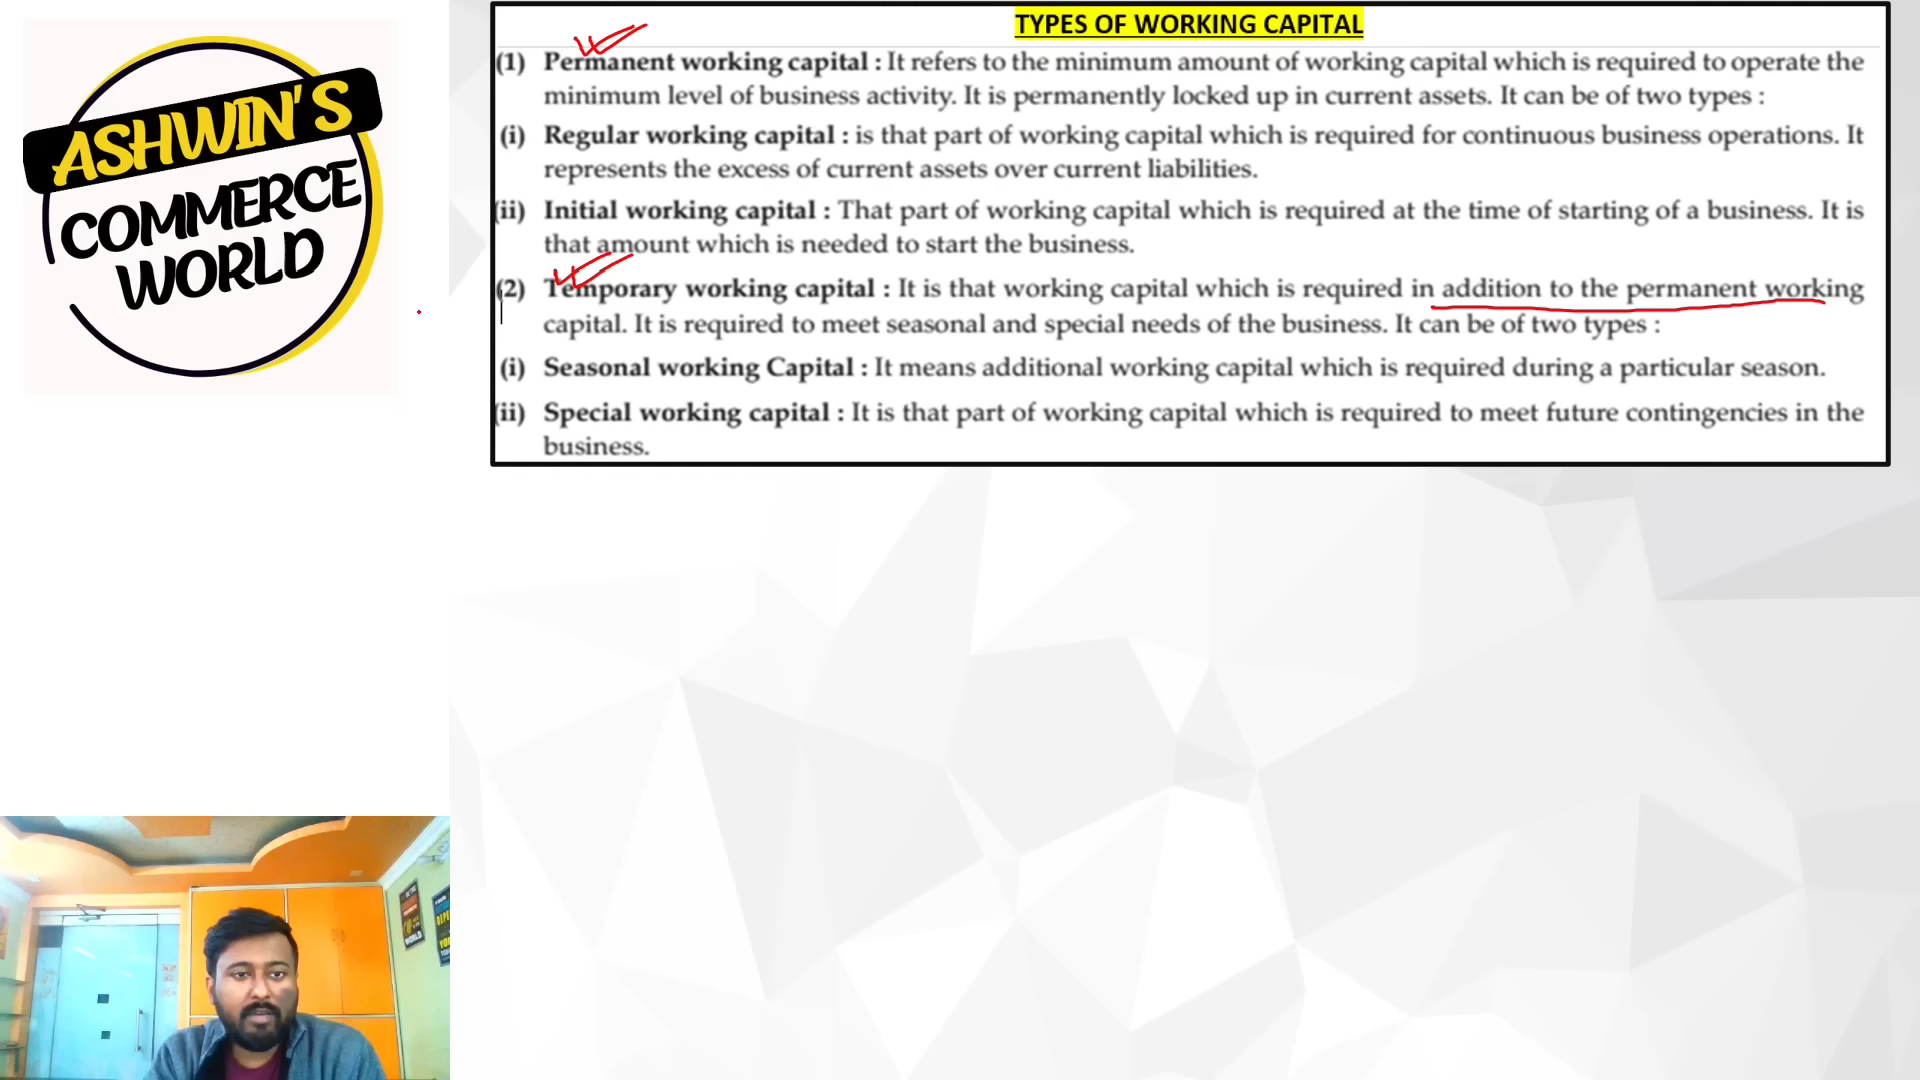 ASHWIN'S
COMMERCE
WORLD
TYPES OF WORKING CAPITAL
(1) Permanent working capital : It refers to the minimum amount of working capital which is required to operate the
minimum level of business activity. It is permanently locked up in current assets. It can be of two types :
(i) Regular working capital : is that part of working capital which is required for continuous business operations. It
represents the excess of current assets over current liabilities.
(ii) Initial working capital : That part of working capital which is required at the time of starting of a business. It is
that amount which is needed to start the business.
(2) Temporary working capital : It is that working capital which is required in addition to the permanent working
capital. It is required to meet seasonal and special needs of the business. It can be of two types :
(i) Seasonal working Capital : It means additional working capital which is required during a particular season.
(ii) Special working capital : It is that part of working capital which is required to meet future contingencies in the
business.